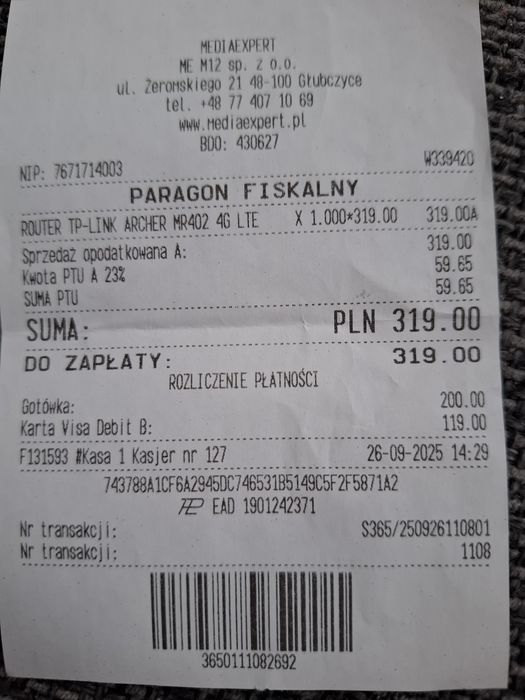 MEDIAEXPERT
ME M12 sp. z o.o.
ul. Żeromskiego 21 48-100 Głubczyce
tel. +48 77 407 10 69
www.mediaexpert.pl
BDO: 430627
NIP: 7671714003 W339420
PARAGON FISKALNY
ROUTER TP-LINK ARCHER MR402 4G LTE X 1.000*319.00 319.00A
Sprzedaż opodatkowana A: 319.00
Kwota PTU A 23% 59.65
SUMA PTU 59.65
SUMA: PLN 319.00
DO ZAPŁATY: 319.00
ROZLICZENIE PŁATNOŚCI
Gotówka: 200.00
Karta Visa Debit B: 119.00
F131593 #Kasa 1 Kasjer nr 127 26-09-2025 14:29
743788A1CF6A2945DC746531B5149C5F2F5871A2
EAD 1901242371
Nr transakcji: S365/250926110801
Nr transakcji: 1108
3650111082692